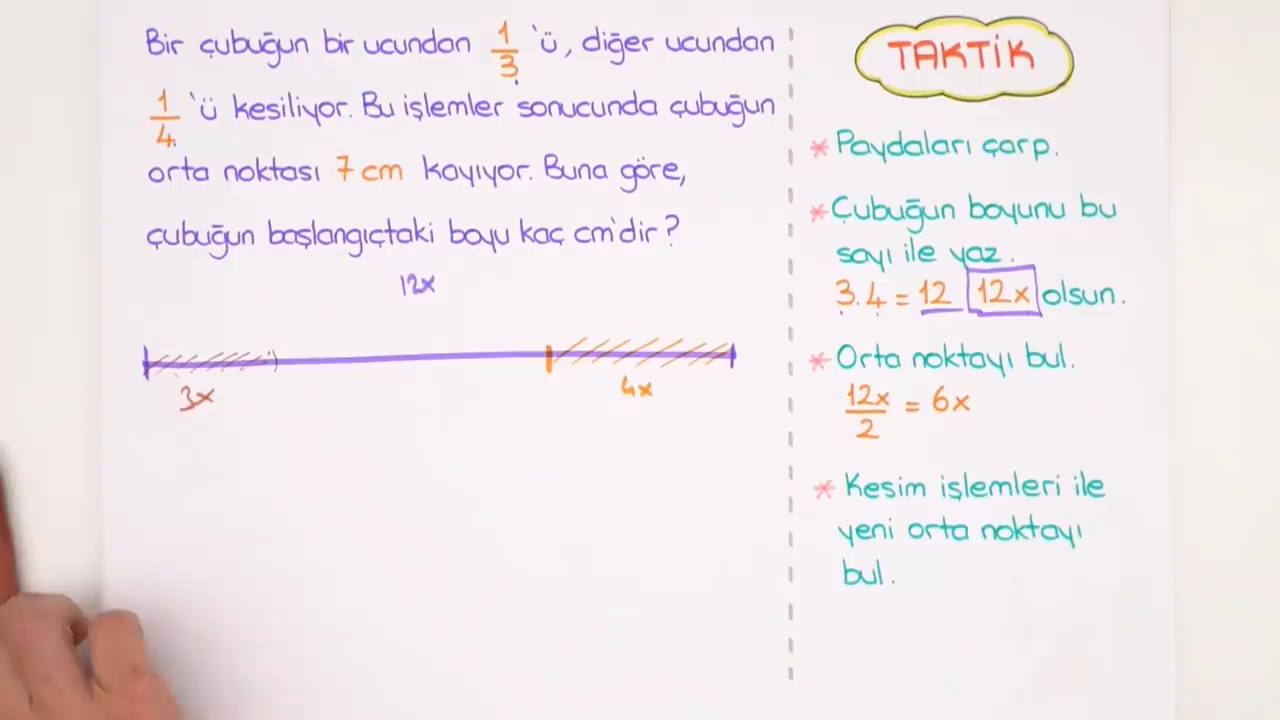 Bir çubuğun bir ucundan 1/3 'ü, diğer ucundan
1/4 'ü kesiliyor. Bu işlemler sonucunda çubuğun
orta noktası 7 cm kayıyor. Buna göre,
çubuğun başlangıçtaki boyu kaç cm'dir?
12x
3x
4x
TAKTİK
* Paydaları çarp.
* Çubuğun boyunu bu
sayı ile yaz.
3.4 = 12 12x olsun.
* Orta noktayı bul.
12x/2 = 6x
* Kesim işlemleri ile
yeni orta noktayı
bul.